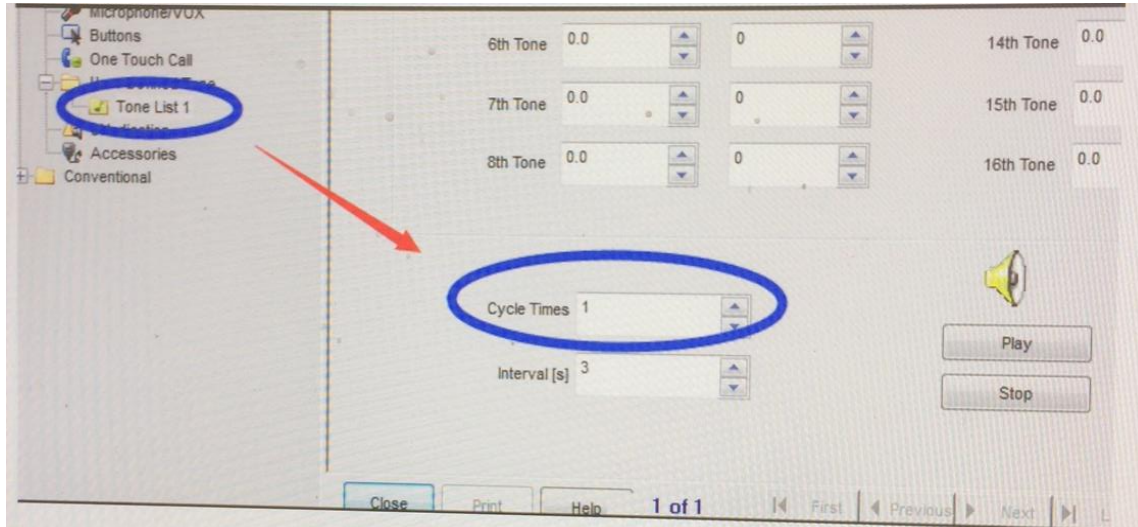 Microphone/VOX
Buttons
One Touch Call
Tone List 1
Accessories
Conventional
6th Tone 0.0 0 14th Tone 0.0
7th Tone 0.0 0 15th Tone 0.0
8th Tone 0.0 0 16th Tone 0.0
Cycle Times 1
Interval [s] 3
Play
Stop
Close Print Help 1 of 1 First Previous Next L